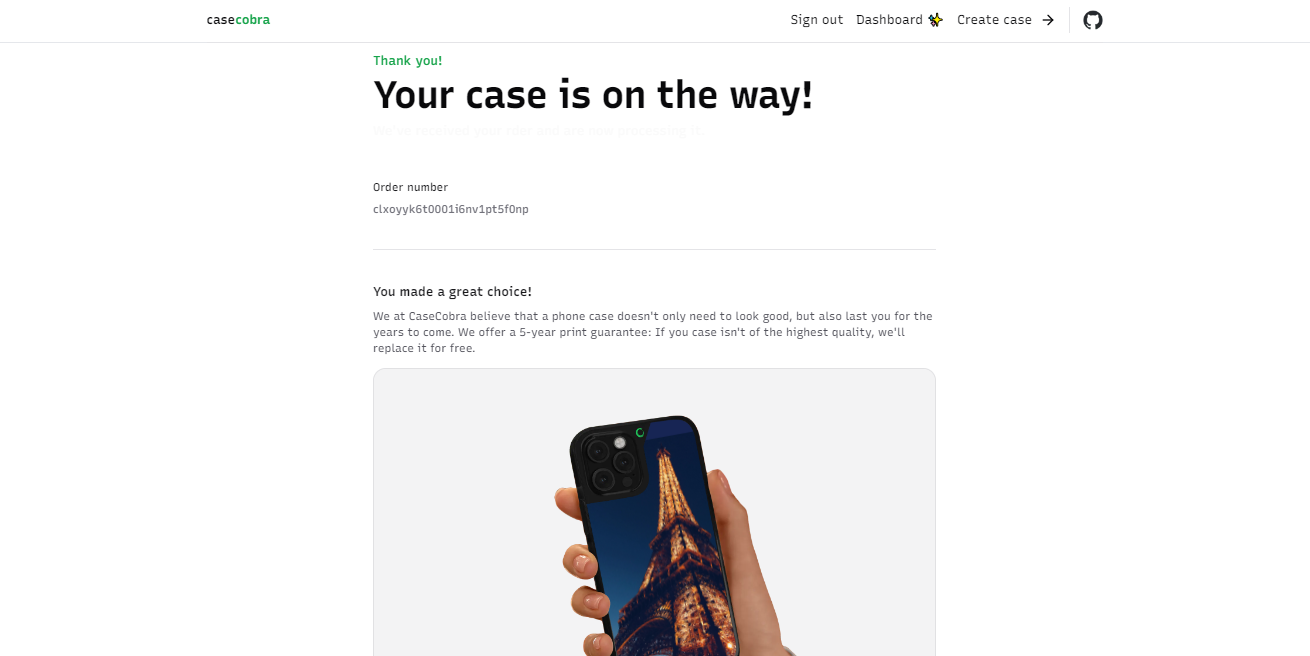 casecobra
Sign out Dashboard ✨ Create case →
Thank you!
Your case is on the way!
We've received your rder and are now processing it.
Order number
clxoyyk6t0001i6nv1pt5f0np
You made a great choice!
We at CaseCobra believe that a phone case doesn't only need to look good, but also last you for the
years to come. We offer a 5-year print guarantee: If you case isn't of the highest quality, we'll
replace it for free.